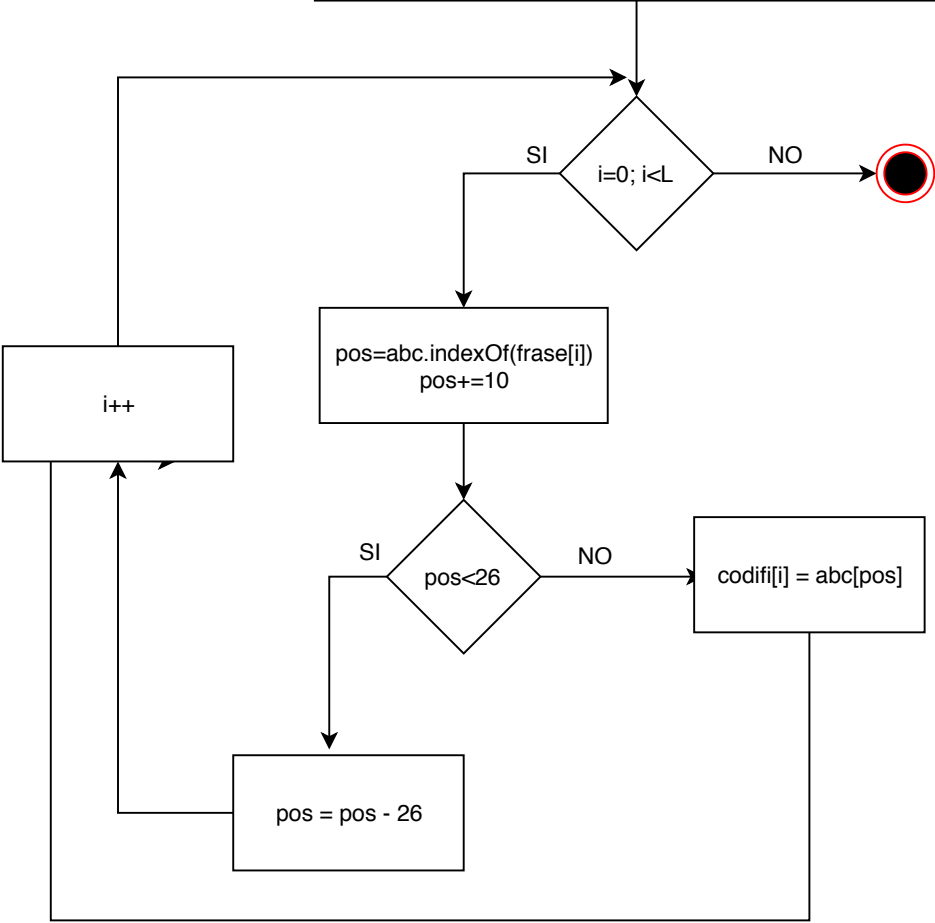 SI
NO
i=0; i<L
pos=abc.indexOf(frase[i])
pos+=10
i++
SI
NO
pos<26
codifi[i] = abc[pos]
pos = pos - 26